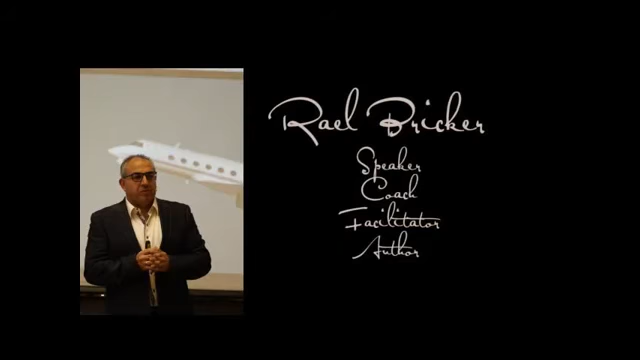 Rael Bricker
Speaker
Coach
Facilitator
Author